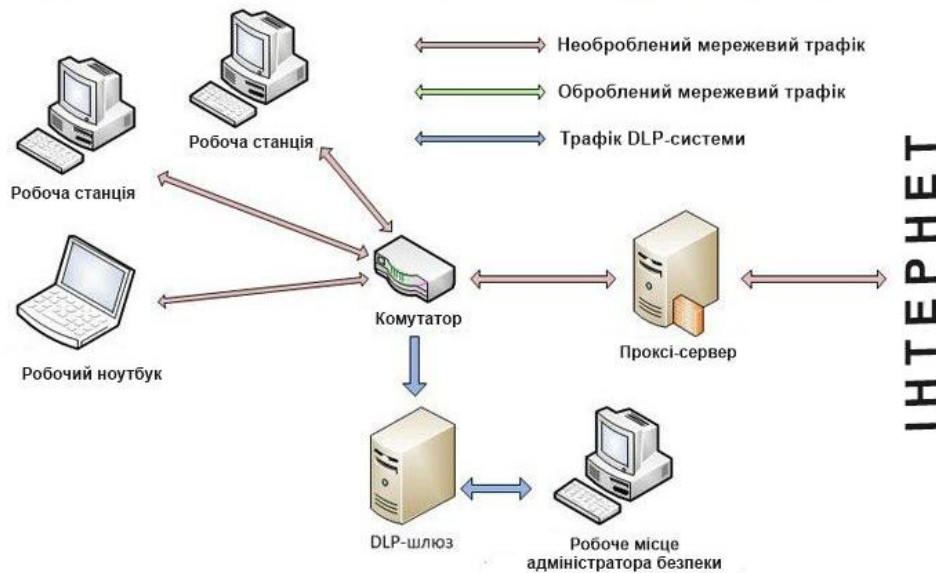 Необроблений мережевий трафік
Оброблений мережевий трафік
Трафік DLP-системи
Робоча станція
Робоча станція
Робочий ноутбук
Комутатор
Проксі-сервер
ІНТЕРНЕТ
DLP-шлюз
Робоче місце
адміністратора безпеки